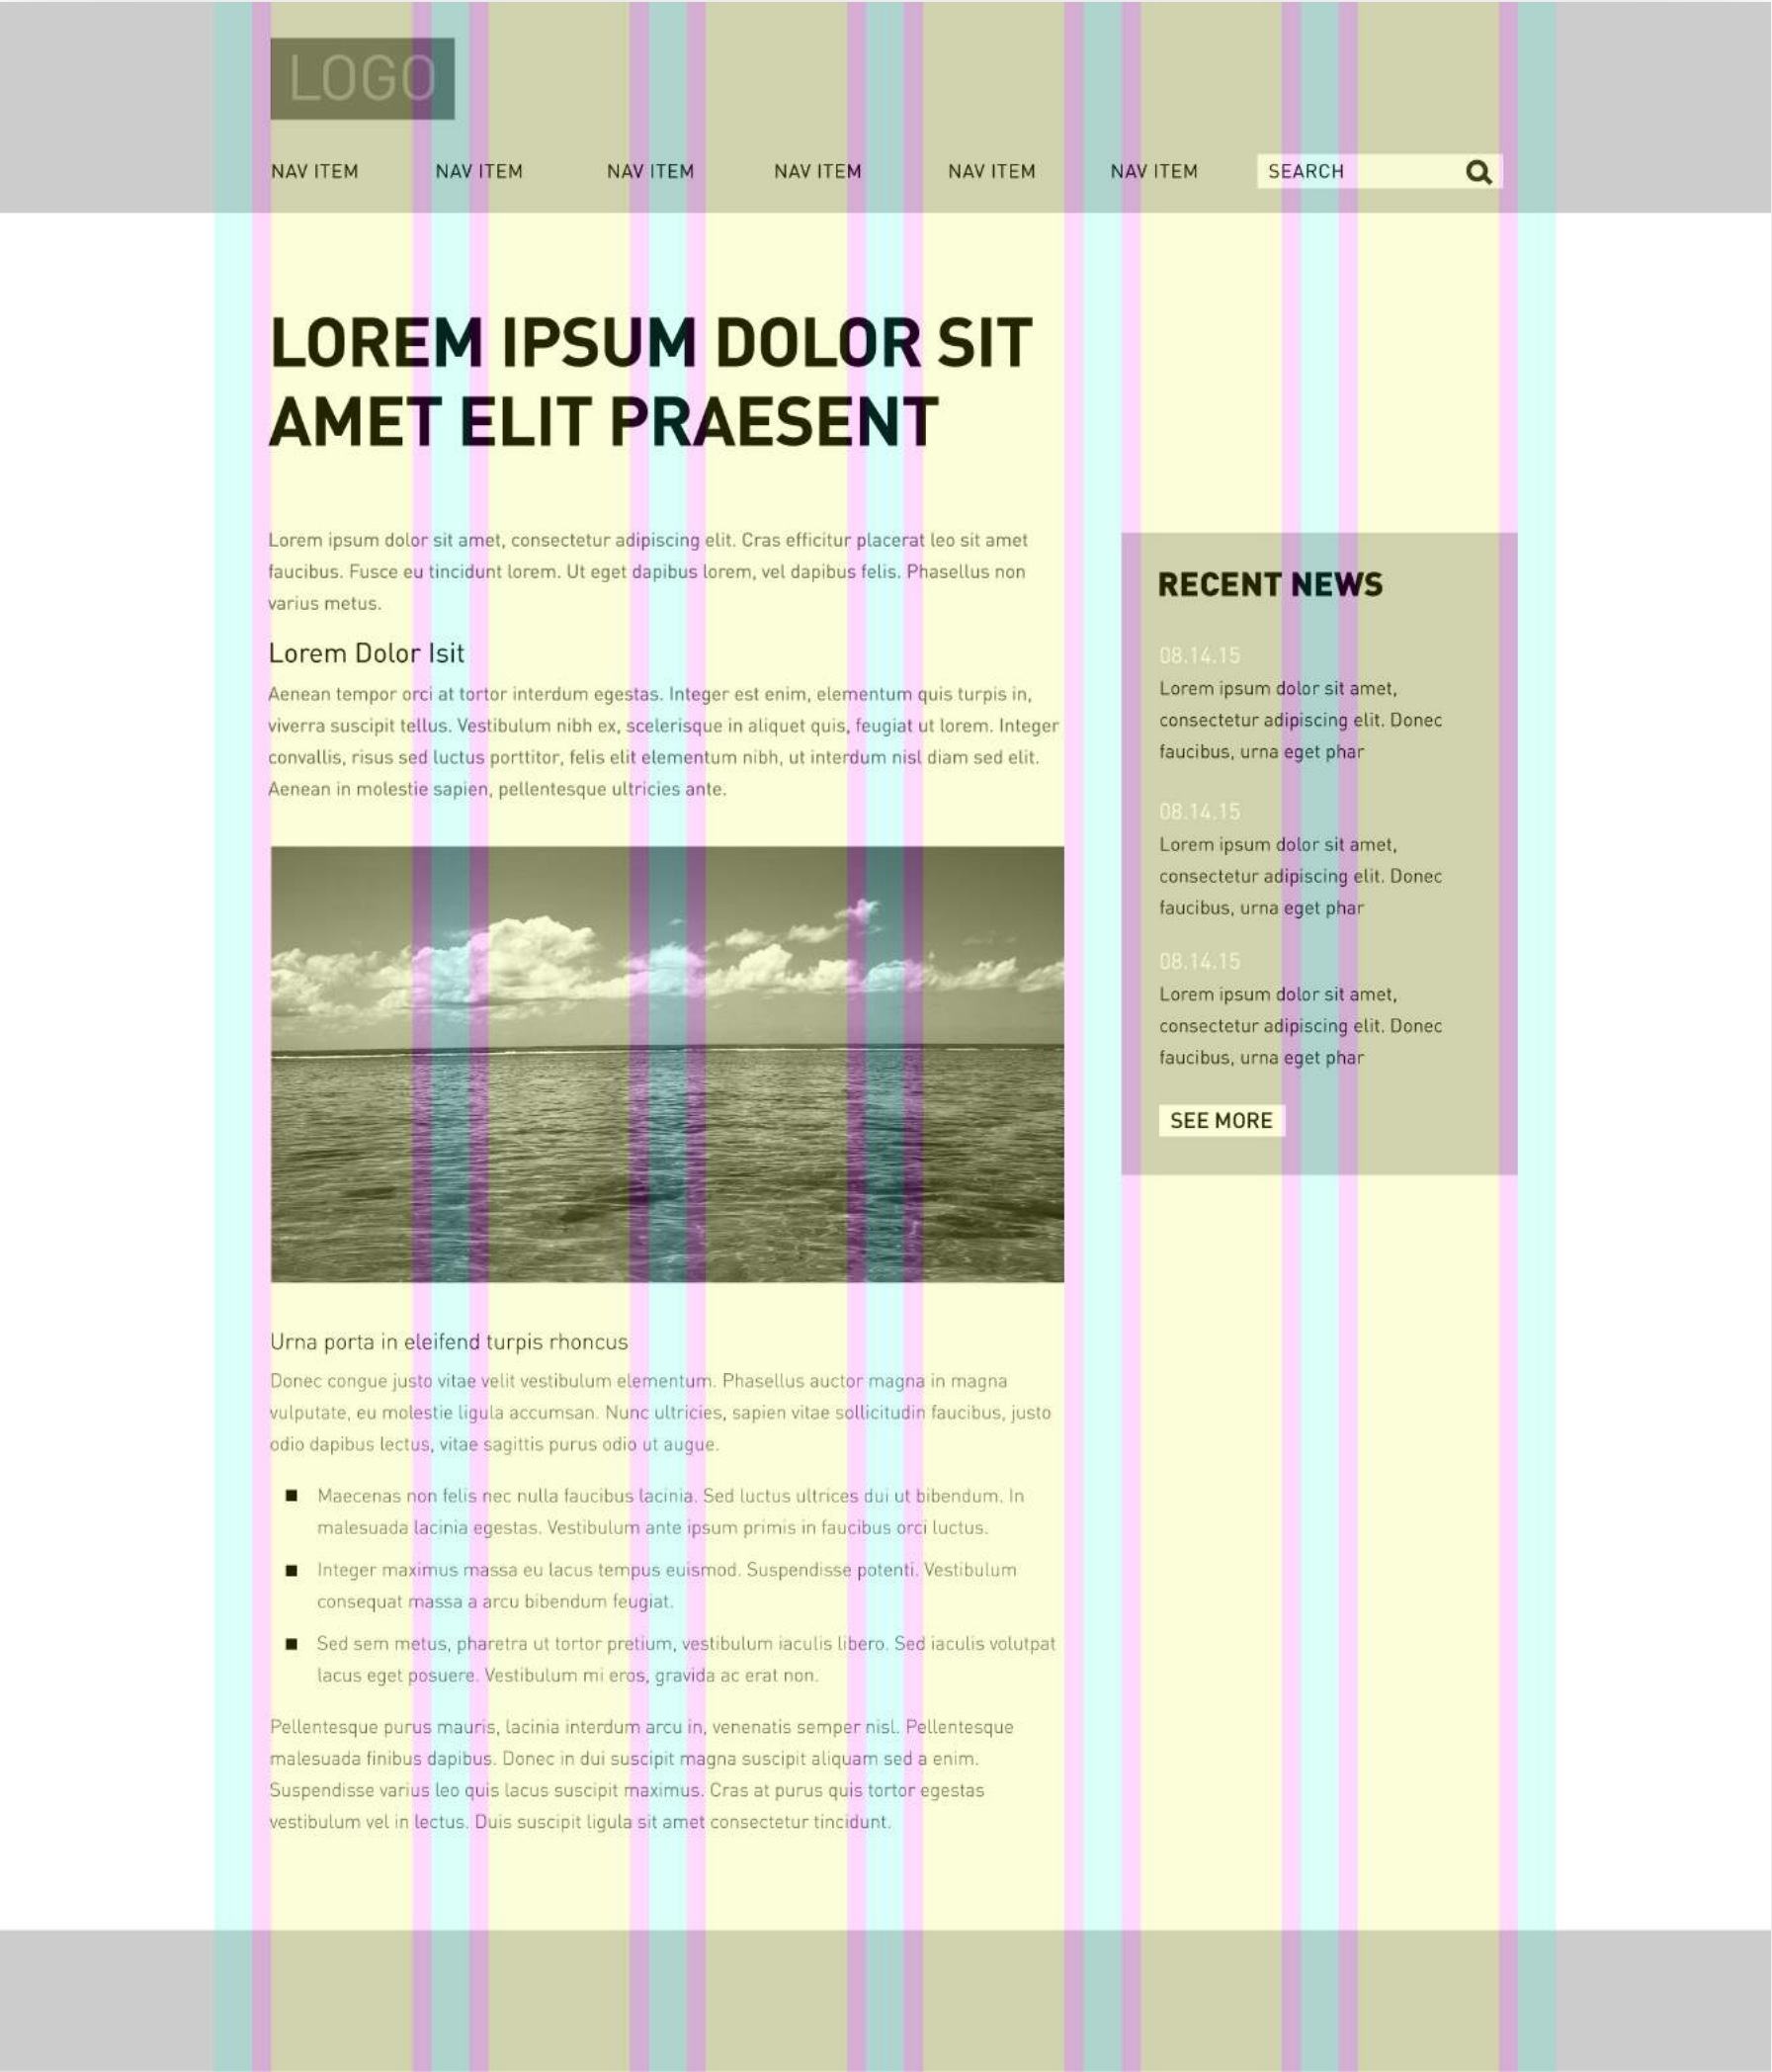 LOGO
NAV ITEM NAV ITEM NAV ITEM NAV ITEM NAV ITEM NAV ITEM SEARCH
LOREM IPSUM DOLOR SIT
AMET ELIT PRAESENT
Lorem ipsum dolor sit amet, consectetur adipiscing elit. Cras efficitur placerat leo sit amet
faucibus. Fusce eu tincidunt lorem. Ut eget dapibus lorem, vel dapibus felis. Phasellus non
varius metus.
Lorem Dolor Isit
Aenean tempor orci at tortor interdum egestas. Integer est enim, elementum quis turpis in,
viverra suscipit tellus. Vestibulum nibh ex, scelerisque in aliquet quis, feugiat ut lorem. Integer
convallis, risus sed luctus porttitor, felis elit elementum nibh, ut interdum nisl diam sed elit.
Aenean in molestie sapien, pellentesque ultricies ante.
Urna porta in eleifend turpis rhoncus
Donec congue justo vitae velit vestibulum elementum. Phasellus auctor magna in magna
vulputate, eu molestie ligula accumsan. Nunc ultricies, sapien vitae sollicitudin faucibus, justo
odio dapibus lectus, vitae sagittis purus odio ut augue.
■ Maecenas non felis nec nulla faucibus lacinia. Sed luctus ultrices dui ut bibendum. In
malesuada lacinia egestas. Vestibulum ante ipsum primis in faucibus orci luctus.
■ Integer maximus massa eu lacus tempus euismod. Suspendisse potenti. Vestibulum
consequat massa a arcu bibendum feugiat.
■ Sed sem metus, pharetra ut tortor pretium, vestibulum iaculis libero. Sed iaculis volutpat
lacus eget posuere. Vestibulum mi eros, gravida ac erat non.
Pellentesque purus mauris, lacinia interdum arcu in, venenatis semper nisl. Pellentesque
malesuada finibus dapibus. Donec in dui suscipit magna suscipit aliquam sed a enim.
Suspendisse varius leo quis lacus suscipit maximus. Cras at purus quis tortor egestas
vestibulum vel in lectus. Duis suscipit ligula sit amet consectetur tincidunt.
RECENT NEWS
08.14.15
Lorem ipsum dolor sit amet,
consectetur adipiscing elit. Donec
faucibus, urna eget phar
08.14.15
Lorem ipsum dolor sit amet,
consectetur adipiscing elit. Donec
faucibus, urna eget phar
08.14.15
Lorem ipsum dolor sit amet,
consectetur adipiscing elit. Donec
faucibus, urna eget phar
SEE MORE